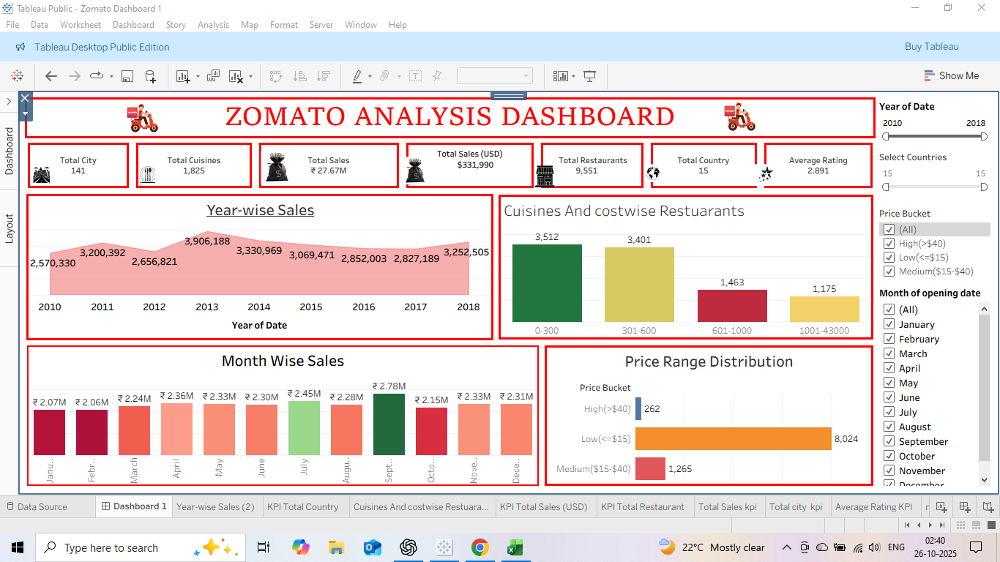 Tableau Public - Zomato Dashboard 1
File Data Worksheet Dashboard Story Analysis Map Format Server Window Help
Tableau Desktop Public Edition Buy Tableau
Show Me
Dashboard
Layout
ZOMATO ANALYSIS DASHBOARD
Total City
141
Total Cuisines
1,825
Total Sales
₹ 27.67M
Total Sales (USD)
$331,990
Total Restaurants
9,551
Total Country
15
Average Rating
2.891
Year-wise Sales
2,570,330 3,200,392 2,656,821 3,906,188 3,330,969 3,069,471 2,852,003 2,827,189 3,252,505
2010 2011 2012 2013 2014 2015 2016 2017 2018
Year of Date
Cuisines And costwise Restuarants
3,512 3,401 1,463 1,175
0-300 301-600 601-1000 1001-43000
Month Wise Sales
₹ 2.07M ₹ 2.06M ₹ 2.24M ₹ 2.36M ₹ 2.33M ₹ 2.30M ₹ 2.45M ₹ 2.28M ₹ 2.78M ₹ 2.15M ₹ 2.33M ₹ 2.31M
Janu.. Febr.. March April May June July Augu.. Sept.. Octo.. Nove.. Dece..
Price Range Distribution
Price Bucket
High(>$40) 262
Low(<=$15) 8,024
Medium($15-$40) 1,265
Year of Date
2010 2018
Select Countries
15 15
Price Bucket
(All)
High(>$40)
Low(<=$15)
Medium($15-$40)
Month of opening date
(All)
January
February
March
April
May
June
July
August
September
October
November
December
Data Source Dashboard 1 Year-wise Sales (2) KPI Total Country Cuisines And costwise Restuara... KPI Total Sales (USD) KPI Total Restaurant Total Sales kpi Total city kpi Average Rating KPI
Type here to search
22°C Mostly clear ENG
02:40
26-10-2025